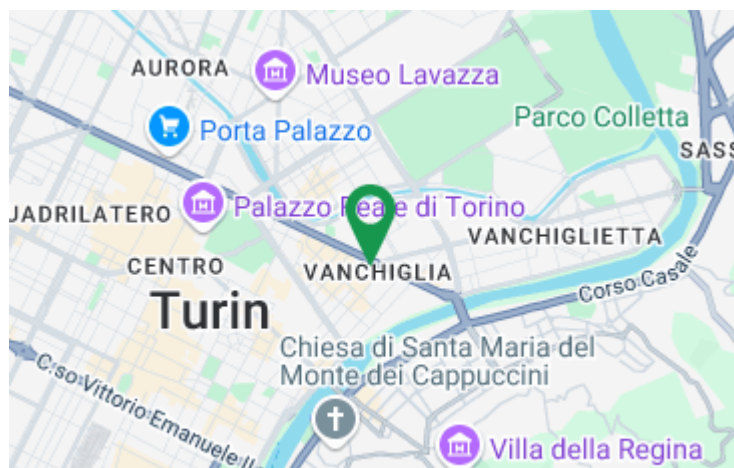 AURORA
Museo Lavazza
Porta Palazzo
Parco Colletta
SASS
UADRILATERO
Palazzo Reale di Torino
VANCHIGLIETTA
CENTRO
VANCHIGLIA
Turin
Corso Casale
Chiesa di Santa Maria del
Monte dei Cappuccini
C.so Vittorio Emanuele II
Villa della Regina